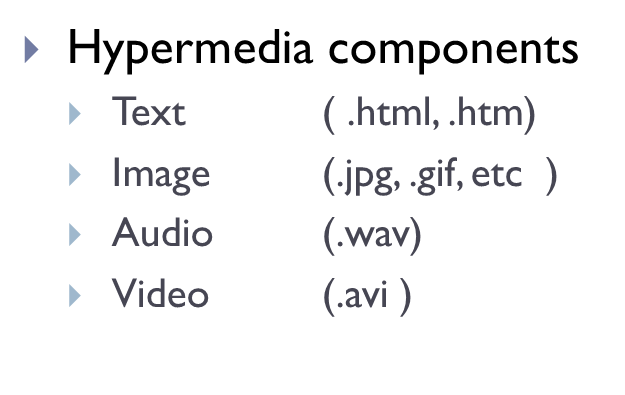 Hypermedia components
Text ( .html, .htm)
Image (.jpg, .gif, etc )
Audio (.wav)
Video (.avi )